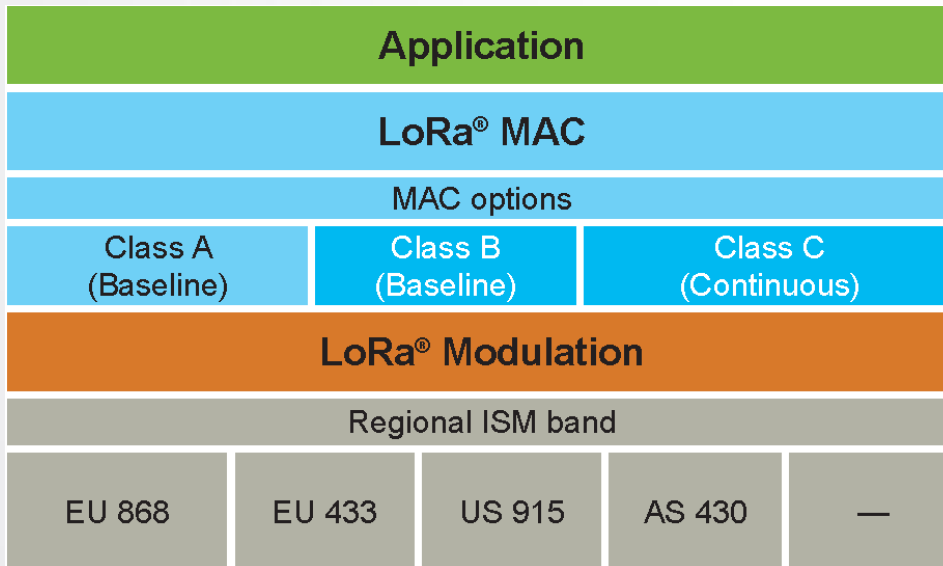 Application
LoRa® MAC
MAC options
Class A
(Baseline)
Class B
(Baseline)
Class C
(Continuous)
LoRa® Modulation
Regional ISM band
EU 868
EU 433
US 915
AS 430
—